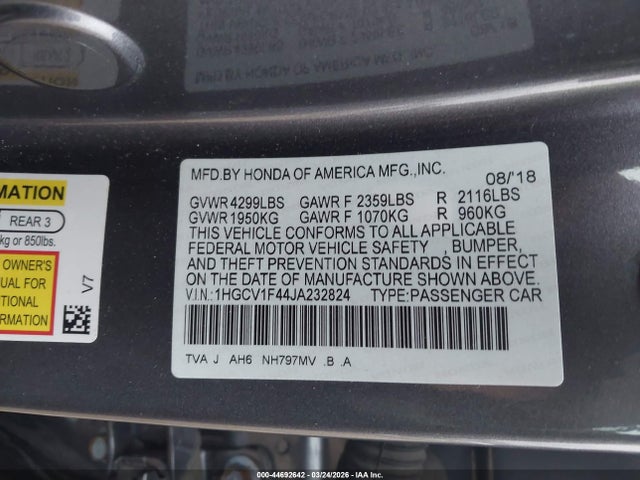 MFD.BY HONDA OF AMERICA MFG.,INC. 08/'18
GVWR 4299LBS GAWR F 2359LBS R 2116LBS
GVWR 1950KG GAWR F 1070KG R 960KG
THIS VEHICLE CONFORMS TO ALL APPLICABLE
FEDERAL MOTOR VEHICLE SAFETY , BUMPER,
AND THEFT PREVENTION STANDARDS IN EFFECT
ON THE DATE OF MANUFACTURE SHOWN ABOVE.
V.I.N.: 1HGCV1F44JA232824 TYPE:PASSENGER CAR
TVA J AH6 NH797MV .B .A
MATION
REAR 3
kg or 850lbs.
OWNER'S
UAL FOR
TIONAL
RMATION
V7
000-44692642 - 03/24/2026 - IAA Inc.